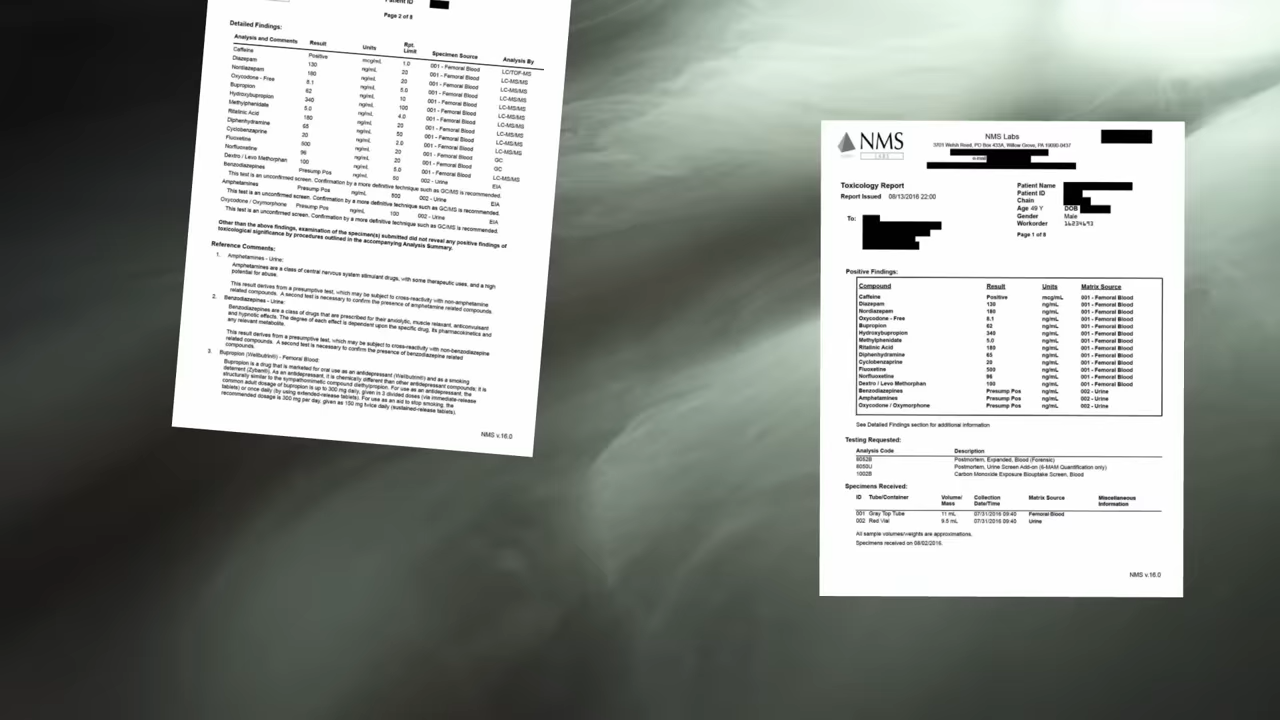 Patient ID
Page 2 of 8
Detailed Findings:
Analysis and Comments Result Units Rpt. Limit Specimen Source Analysis By
Caffeine Positive mcg/mL 1.0 001 - Femoral Blood LC/TOF-MS
Diazepam 130 ng/mL 20 001 - Femoral Blood LC-MS/MS
Nordiazepam 180 ng/mL 20 001 - Femoral Blood LC-MS/MS
Oxycodone - Free 8.1 ng/mL 5.0 001 - Femoral Blood LC-MS/MS
Bupropion 62 ng/mL 10 001 - Femoral Blood LC-MS/MS
Hydroxybupropion 340 ng/mL 100 001 - Femoral Blood LC-MS/MS
Methylphenidate 5.0 ng/mL 4.0 001 - Femoral Blood LC-MS/MS
Ritalinic Acid 180 ng/mL 20 001 - Femoral Blood LC-MS/MS
Diphenhydramine 65 ng/mL 50 001 - Femoral Blood LC-MS/MS
Cyclobenzaprine 20 ng/mL 2.0 001 - Femoral Blood LC-MS/MS
Fluoxetine 500 ng/mL 20 001 - Femoral Blood GC
Norfluoxetine 96 ng/mL 20 001 - Femoral Blood GC
Dextro / Levo Methorphan 100 ng/mL 5.0 001 - Femoral Blood LC-MS/MS
Benzodiazepines Presump Pos ng/mL 50 002 - Urine EIA
This test is an unconfirmed screen. Confirmation by a more definitive technique such as GC/MS is recommended.
Amphetamines Presump Pos ng/mL 500 002 - Urine EIA
This test is an unconfirmed screen. Confirmation by a more definitive technique such as GC/MS is recommended.
Oxycodone / Oxymorphone Presump Pos ng/mL 100 002 - Urine EIA
This test is an unconfirmed screen. Confirmation by a more definitive technique such as GC/MS is recommended.
Other than the above findings, examination of the specimen(s) submitted did not reveal any positive findings of
toxicological significance by procedures outlined in the accompanying Analysis Summary.
Reference Comments:
1. Amphetamines - Urine:
Amphetamines are a class of central nervous system stimulant drugs, with some therapeutic uses, and a high
potential for abuse.
This result derives from a presumptive test, which may be subject to cross-reactivity with non-amphetamine
related compounds. A second test is necessary to confirm the presence of amphetamine related compounds.
2. Benzodiazepines - Urine:
Benzodiazepines are a class of drugs that are prescribed for their anxiolytic, muscle relaxant, anticonvulsant
and hypnotic effects. The degree of each effect is dependent upon the specific drug, its pharmacokinetics and
any relevant metabolite.
This result derives from a presumptive test, which may be subject to cross-reactivity with non-benzodiazepine
related compounds. A second test is necessary to confirm the presence of benzodiazepine related
compounds.
3. Bupropion (Wellbutrin®) - Femoral Blood:
Bupropion is a drug that is marketed for oral use as an antidepressant (Wellbutrin) and as a smoking
deterrent (Zyban®). As an antidepressant, it is chemically different than other antidepressant compounds; it is
structurally similar to the sympathomimetic compound diethylpropion. For use as an antidepressant, the
common adult dosage of bupropion is up to 300 mg daily, given in 3 divided doses (via immediate-release
tablets) or once daily (by using extended-release tablets). For use as an aid to stop smoking, the
recommended dosage is 300 mg per day, given as 150 mg twice daily (sustained-release tablets).
NMS v.16.0
NMS
LABS
NMS Labs
3701 Welsh Road, PO Box 433A, Willow Grove, PA 19090-0437
e-mail:
Toxicology Report
Report Issued 08/13/2016 22:00
To:
Patient Name
Patient ID
Chain
Age 49 Y DOB
Gender Male
Workorder 16234693
Page 1 of 8
Positive Findings:
Compound Result Units Matrix Source
Caffeine Positive mcg/mL 001 - Femoral Blood
Diazepam 130 ng/mL 001 - Femoral Blood
Nordiazepam 180 ng/mL 001 - Femoral Blood
Oxycodone - Free 8.1 ng/mL 001 - Femoral Blood
Bupropion 62 ng/mL 001 - Femoral Blood
Hydroxybupropion 340 ng/mL 001 - Femoral Blood
Methylphenidate 5.0 ng/mL 001 - Femoral Blood
Ritalinic Acid 180 ng/mL 001 - Femoral Blood
Diphenhydramine 65 ng/mL 001 - Femoral Blood
Cyclobenzaprine 20 ng/mL 001 - Femoral Blood
Fluoxetine 500 ng/mL 001 - Femoral Blood
Norfluoxetine 96 ng/mL 001 - Femoral Blood
Dextro / Levo Methorphan 100 ng/mL 001 - Femoral Blood
Benzodiazepines Presump Pos ng/mL 002 - Urine
Amphetamines Presump Pos ng/mL 002 - Urine
Oxycodone / Oxymorphone Presump Pos ng/mL 002 - Urine
See Detailed Findings section for additional information
Testing Requested:
Analysis Code Description
8052B Postmortem, Expanded, Blood (Forensic)
8050U Postmortem, Urine Screen Add-on (6-MAM Quantification only)
1002B Carbon Monoxide Exposure Biouptake Screen, Blood
Specimens Received:
ID Tube/Container Volume/ Mass Collection Date/Time Matrix Source Miscellaneous Information
001 Gray Top Tube 11 mL 07/31/2016 09:40 Femoral Blood
002 Red Vial 9.5 mL 07/31/2016 09:40 Urine
All sample volumes/weights are approximations.
Specimens received on 08/02/2016.
NMS v.16.0